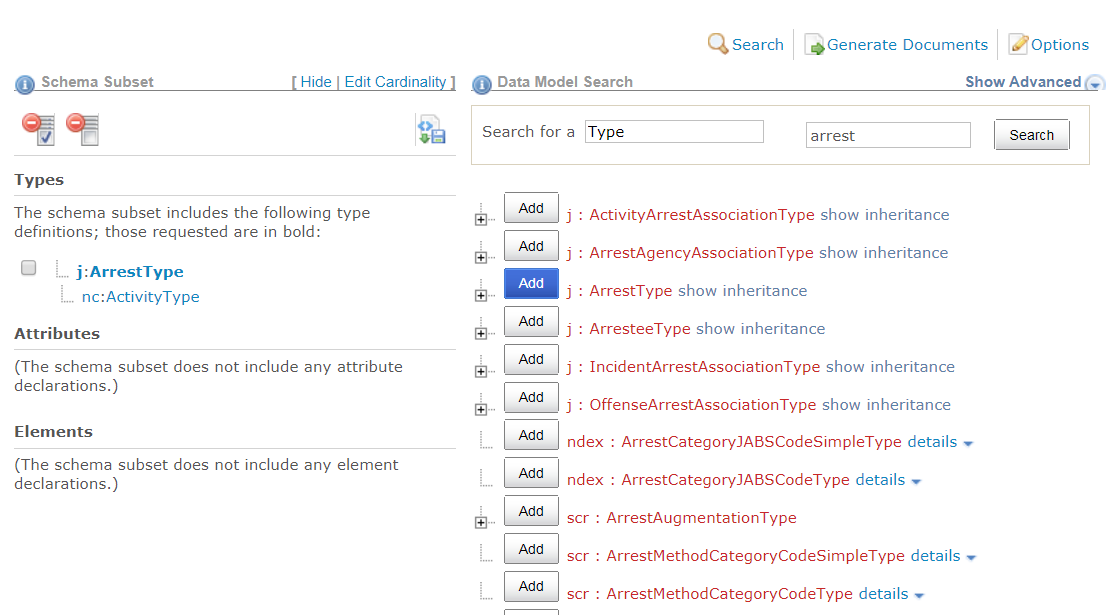 Search
Generate Documents
Options
Schema Subset [ Hide | Edit Cardinality ]
Types
The schema subset includes the following type
definitions; those requested are in bold:
j:ArrestType
nc:ActivityType
Attributes
(The schema subset does not include any attribute
declarations.)
Elements
(The schema subset does not include any element
declarations.)
Data Model Search Show Advanced
Search for a Type arrest Search
Add j : ActivityArrestAssociationType show inheritance
Add j : ArrestAgencyAssociationType show inheritance
Add j : ArrestType show inheritance
Add j : ArresteeType show inheritance
Add j : IncidentArrestAssociationType show inheritance
Add j : OffenseArrestAssociationType show inheritance
Add ndex : ArrestCategoryJABSCodeSimpleType details
Add ndex : ArrestCategoryJABSCodeType details
Add scr : ArrestAugmentationType
Add scr : ArrestMethodCategoryCodeSimpleType details
Add scr : ArrestMethodCategoryCodeType details